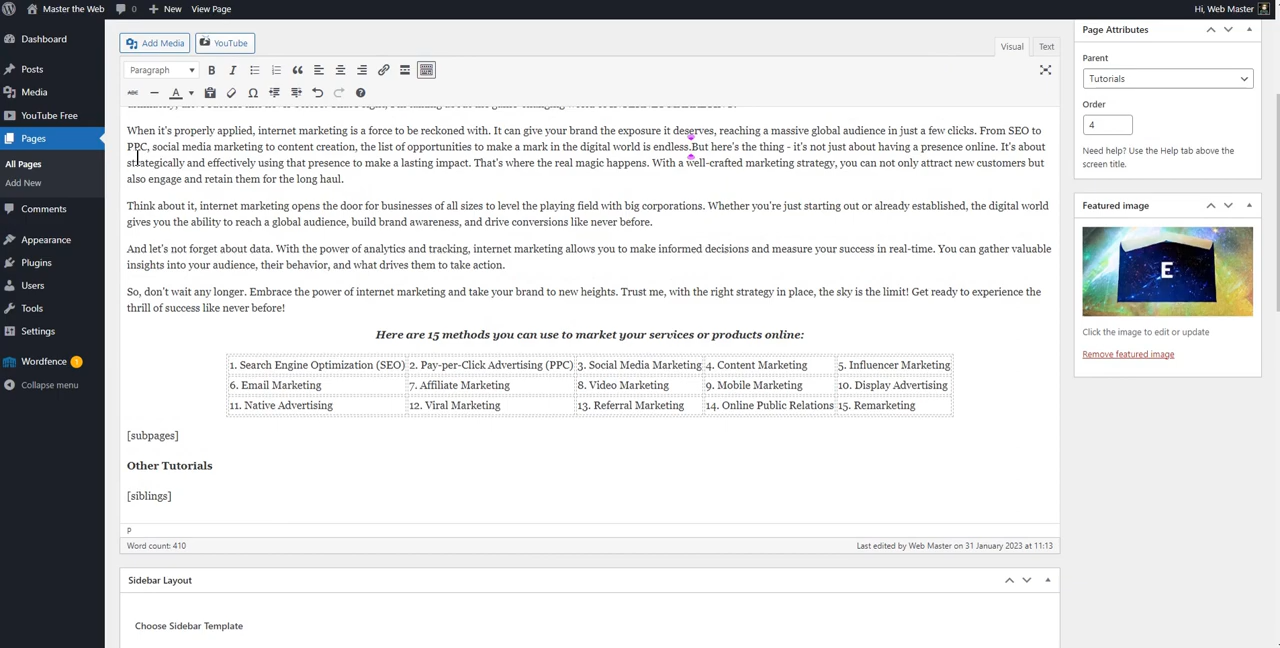 Master the Web 0 New View Page Hi, Web Master
Dashboard
Posts
Media
YouTube Free
Pages
All Pages
Add New
Comments
Appearance
Plugins
Users
Tools
Settings
Wordfence 1
Collapse menu
Add Media YouTube
Visual Text
Paragraph B I
ABC A Ω
When it's properly applied, internet marketing is a force to be reckoned with. It can give your brand the exposure it deserves, reaching a massive global audience in just a few clicks. From SEO to
PPC, social media marketing to content creation, the list of opportunities to make a mark in the digital world is endless.But here's the thing - it's not just about having a presence online. It's about
strategically and effectively using that presence to make a lasting impact. That's where the real magic happens. With a well-crafted marketing strategy, you can not only attract new customers but
also engage and retain them for the long haul.
Think about it, internet marketing opens the door for businesses of all sizes to level the playing field with big corporations. Whether you're just starting out or already established, the digital world
gives you the ability to reach a global audience, build brand awareness, and drive conversions like never before.
And let's not forget about data. With the power of analytics and tracking, internet marketing allows you to make informed decisions and measure your success in real-time. You can gather valuable
insights into your audience, their behavior, and what drives them to take action.
So, don't wait any longer. Embrace the power of internet marketing and take your brand to new heights. Trust me, with the right strategy in place, the sky is the limit! Get ready to experience the
thrill of success like never before!
Here are 15 methods you can use to market your services or products online:
1. Search Engine Optimization (SEO) 2. Pay-per-Click Advertising (PPC) 3. Social Media Marketing 4. Content Marketing 5. Influencer Marketing
6. Email Marketing 7. Affiliate Marketing 8. Video Marketing 9. Mobile Marketing 10. Display Advertising
11. Native Advertising 12. Viral Marketing 13. Referral Marketing 14. Online Public Relations 15. Remarketing
[subpages]
Other Tutorials
[siblings]
P
Word count: 410 Last edited by Web Master on 31 January 2023 at 11:13
Sidebar Layout
Choose Sidebar Template
Page Attributes
Parent
Tutorials
Order
4
Need help? Use the Help tab above the
screen title.
Featured image
E
Click the image to edit or update
Remove featured image